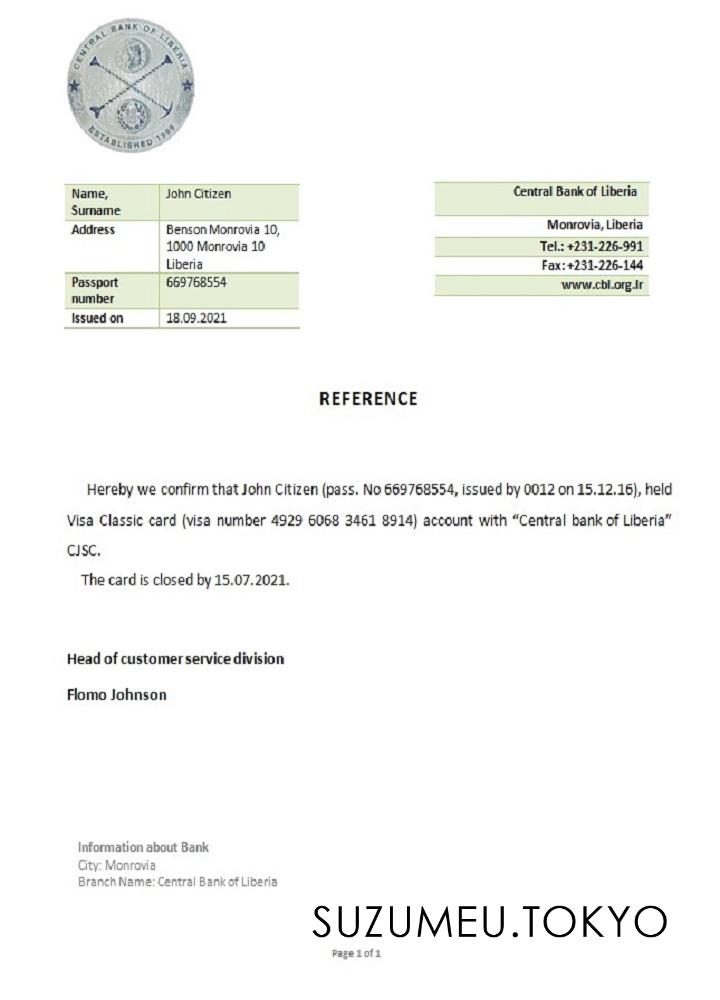 CENTRAL BANK OF LIBERIA
ESTABLISHED 1999
Name, Surname John Citizen
Address Benson Monrovia 10, 1000 Monrovia 10 Liberia
Passport number 669768554
Issued on 18.09.2021
Central Bank of Liberia
Monrovia, Liberia
Tel.: +231-226-991
Fax: +231-226-144
www.cbl.org.lr
REFERENCE
Hereby we confirm that John Citizen (pass. No 669768554, issued by 0012 on 15.12.16), held
Visa Classic card (visa number 4929 6068 3461 8914) account with “Central bank of Liberia”
CJSC.
The card is closed by 15.07.2021.
Head of customer service division
Flomo Johnson
Information about Bank
City: Monrovia
Branch Name: Central Bank of Liberia
SUZUMEU.TOKYO
Page 1 of 1